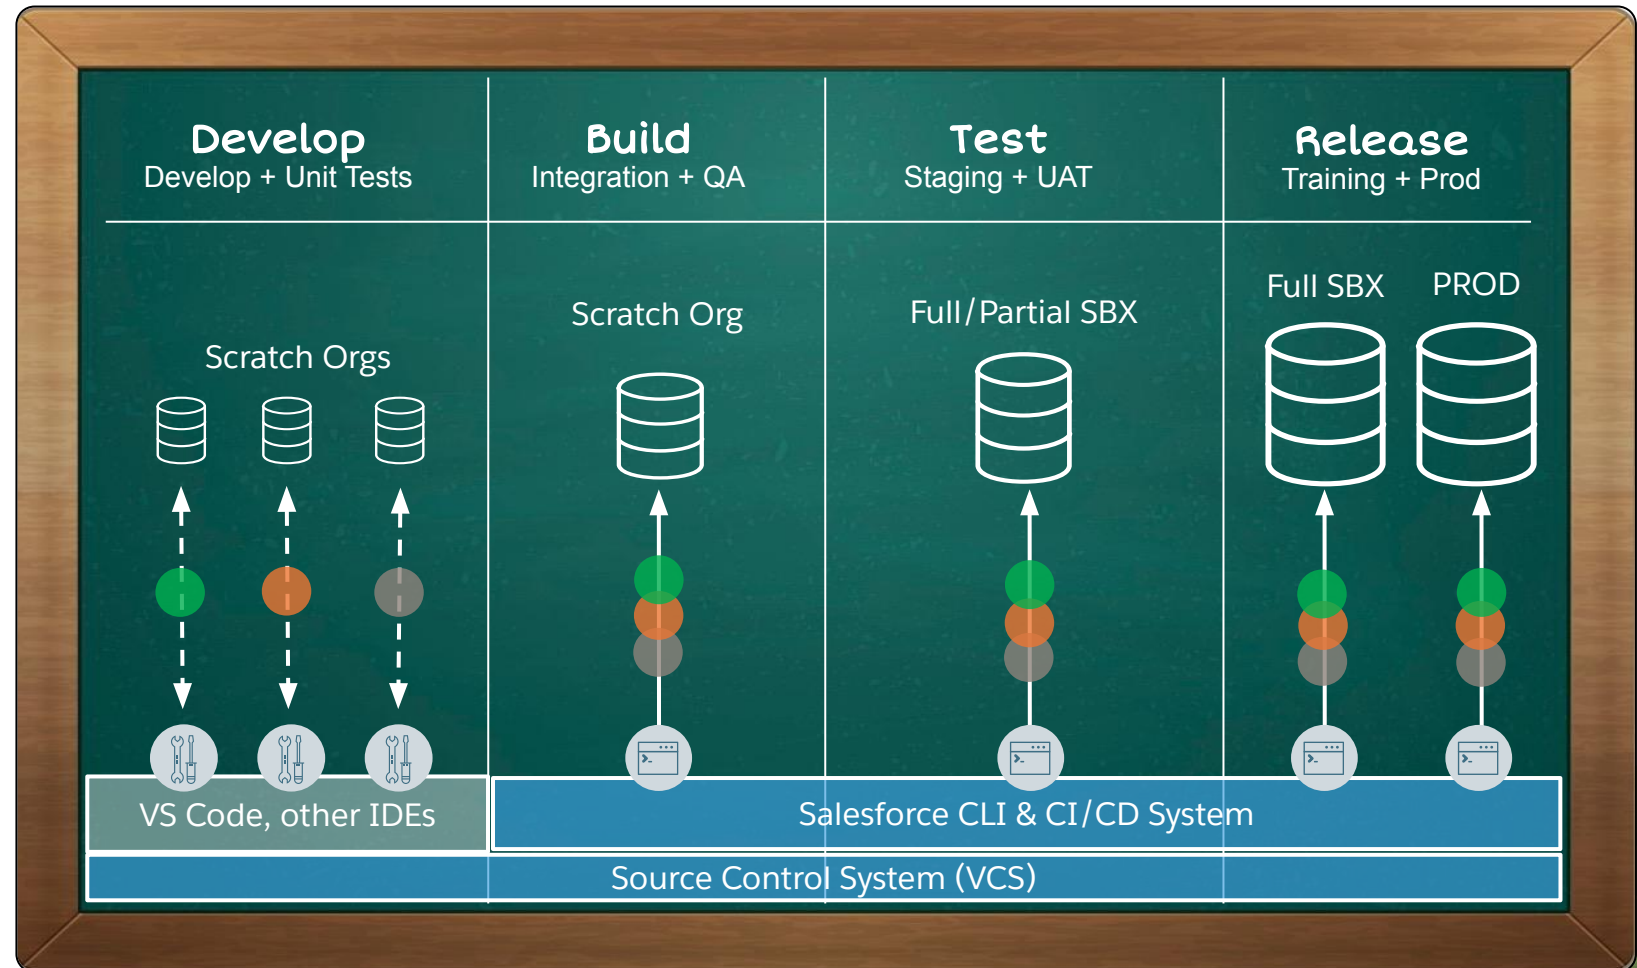 Develop
Develop + Unit Tests
Build
Integration + QA
Test
Staging + UAT
Release
Training + Prod
Scratch Orgs
Scratch Org
Full/Partial SBX
Full SBX
PROD
VS Code, other IDEs
Salesforce CLI & CI/CD System
Source Control System (VCS)